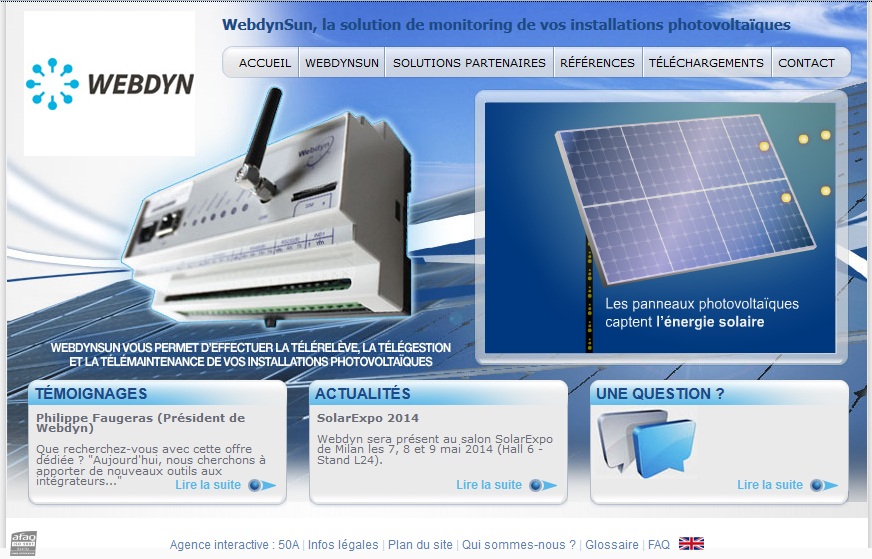 WebdynSun, la solution de monitoring de vos installations photovoltaïques
WEBDYN
ACCUEIL
WEBDYNSUN
SOLUTIONS PARTENAIRES
RÉFÉRENCES
TÉLÉCHARGEMENTS
CONTACT
Webdyn
Les panneaux photovoltaïques
captent l'énergie solaire
WEBDYNSUN VOUS PERMET D'EFFECTUER LA TÉLÉRELÈVE, LA TÉLÉGESTION
ET LA TÉLÉMAINTENANCE DE VOS INSTALLATIONS PHOTOVOLTAÏQUES
TÉMOIGNAGES
Philippe Faugeras (Président de
Webdyn)
Que recherchez-vous avec cette offre
dédiée ? "Aujourd'hui, nous cherchons à
apporter de nouveaux outils aux
intégrateurs..."
Lire la suite
ACTUALITÉS
SolarExpo 2014
Webdyn sera présent au salon SolarExpo
de Milan les 7, 8 et 9 mai 2014 (Hall 6 -
Stand L24).
Lire la suite
UNE QUESTION ?
Lire la suite
afaq
Agence interactive : 50A | Infos légales | Plan du site | Qui sommes-nous ? | Glossaire | FAQ